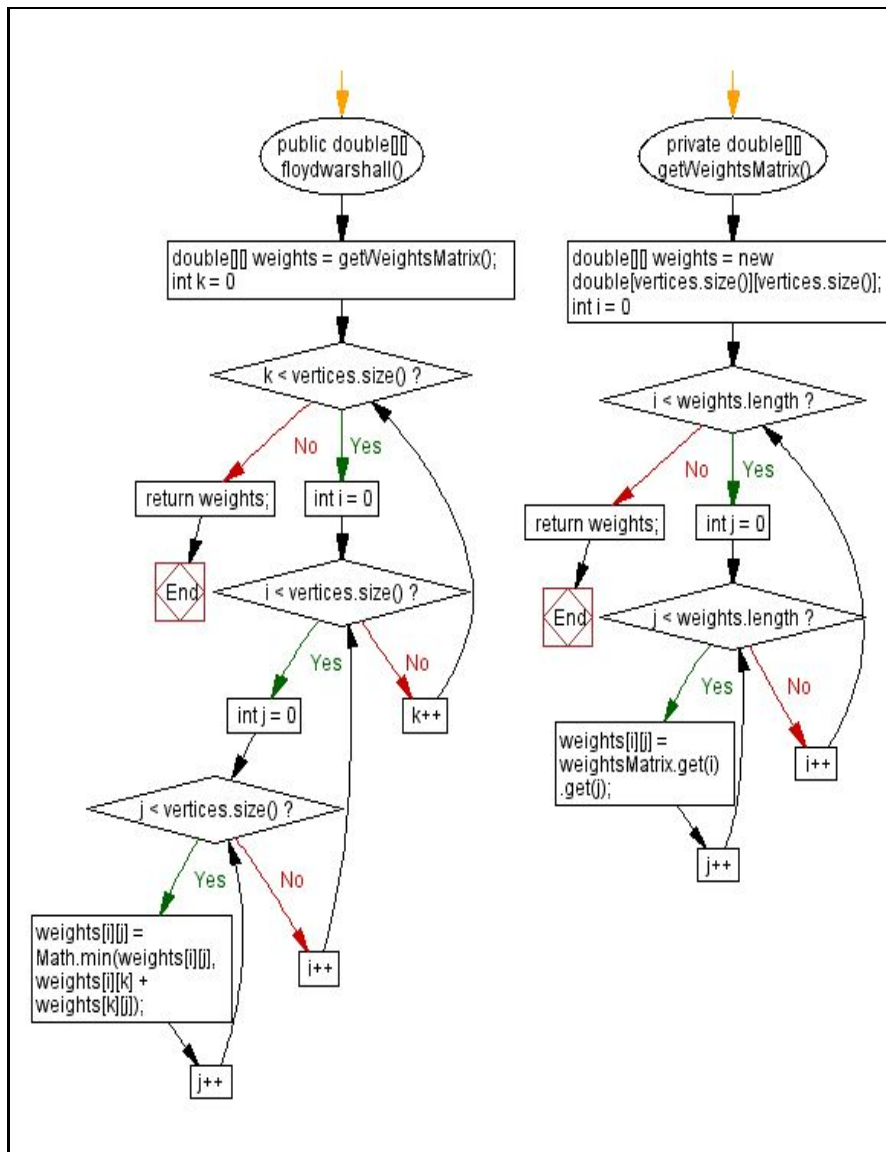 public double[][]
floydwarshall()
double[][] weights = getWeightsMatrix();
int k = 0
k < vertices.size() ?
No
Yes
return weights;
int i = 0
End
i < vertices.size() ?
Yes
No
int j = 0
k++
j < vertices.size() ?
Yes
No
weights[i][j] =
Math.min(weights[i][j],
weights[i][k] +
weights[k][j]);
i++
j++
private double[][]
getWeightsMatrix()
double[][] weights = new
double[vertices.size()][vertices.size()];
int i = 0
i < weights.length ?
No
Yes
return weights;
int j = 0
End
j < weights.length ?
Yes
No
weights[i][j] =
weightsMatrix.get(i)
.get(j);
i++
j++